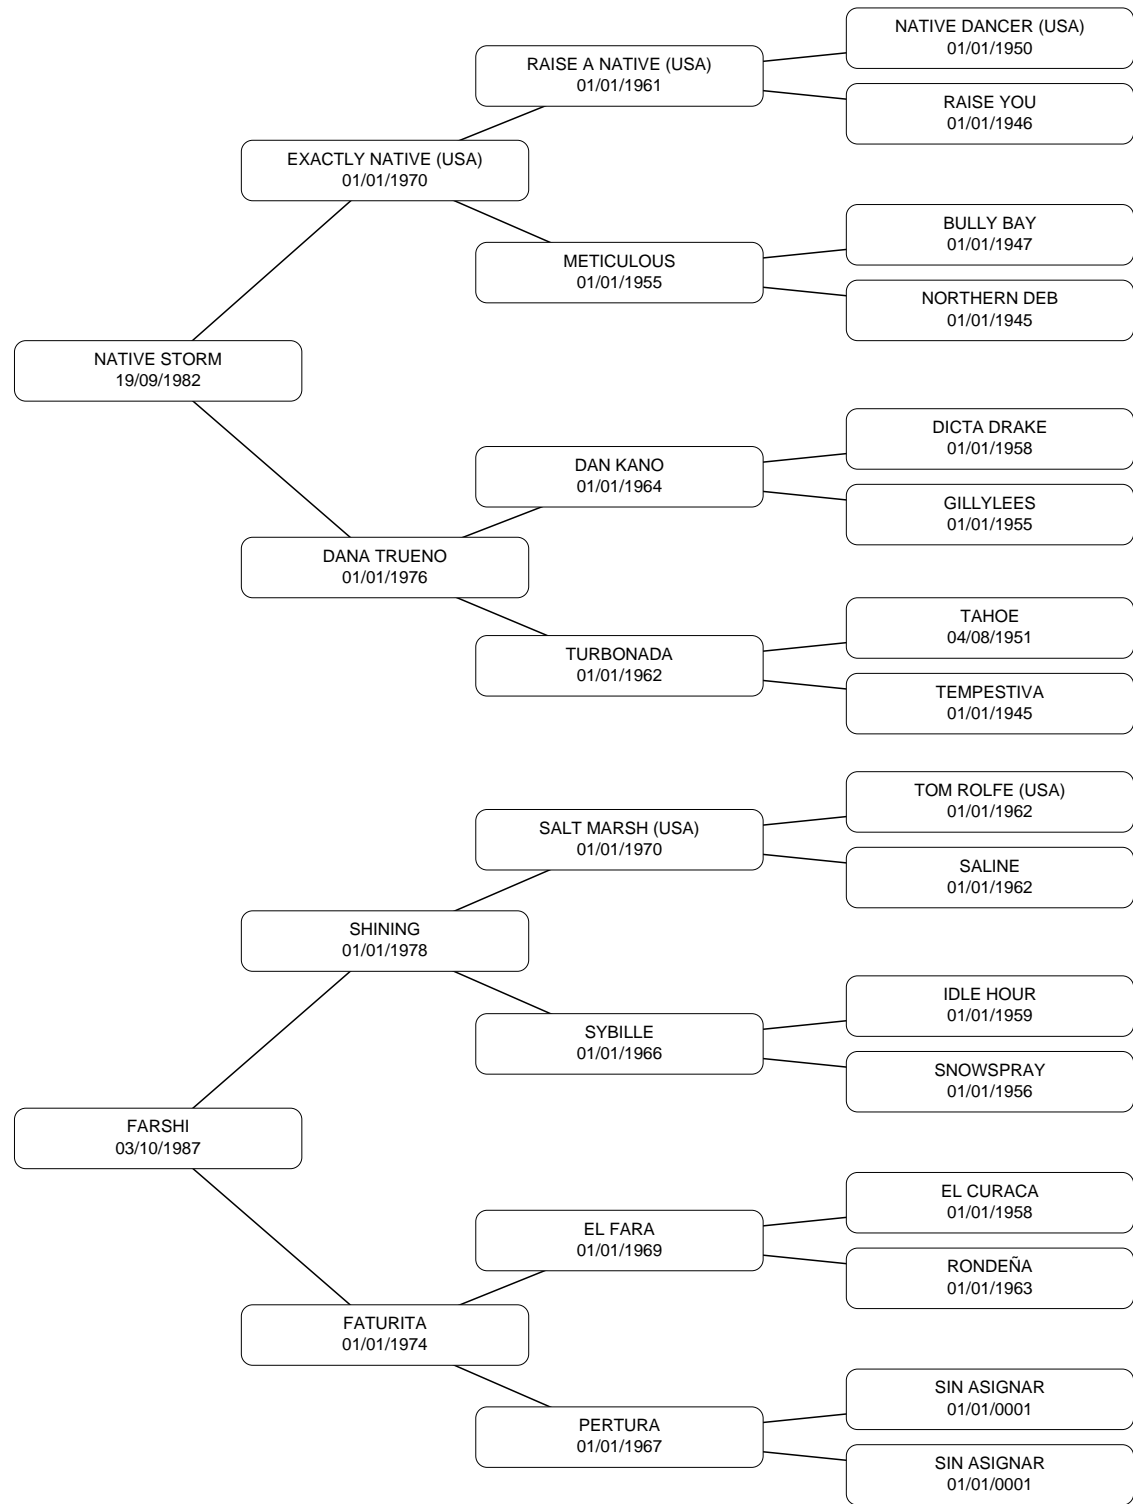 NATIVE DANCER (USA)
01/01/1950
RAISE A NATIVE (USA)
01/01/1961
RAISE YOU
01/01/1946
EXACTLY NATIVE (USA)
01/01/1970
BULLY BAY
01/01/1947
METICULOUS
01/01/1955
NORTHERN DEB
01/01/1945
NATIVE STORM
19/09/1982
DICTA DRAKE
01/01/1958
DAN KANO
01/01/1964
GILLYLEES
01/01/1955
DANA TRUENO
01/01/1976
TAHOE
04/08/1951
TURBONADA
01/01/1962
TEMPESTIVA
01/01/1945
TOM ROLFE (USA)
01/01/1962
SALT MARSH (USA)
01/01/1970
SALINE
01/01/1962
SHINING
01/01/1978
IDLE HOUR
01/01/1959
SYBILLE
01/01/1966
SNOWSPRAY
01/01/1956
FARSHI
03/10/1987
EL CURACA
01/01/1958
EL FARA
01/01/1969
RONDEÑA
01/01/1963
FATURITA
01/01/1974
SIN ASIGNAR
01/01/0001
PERTURA
01/01/1967
SIN ASIGNAR
01/01/0001